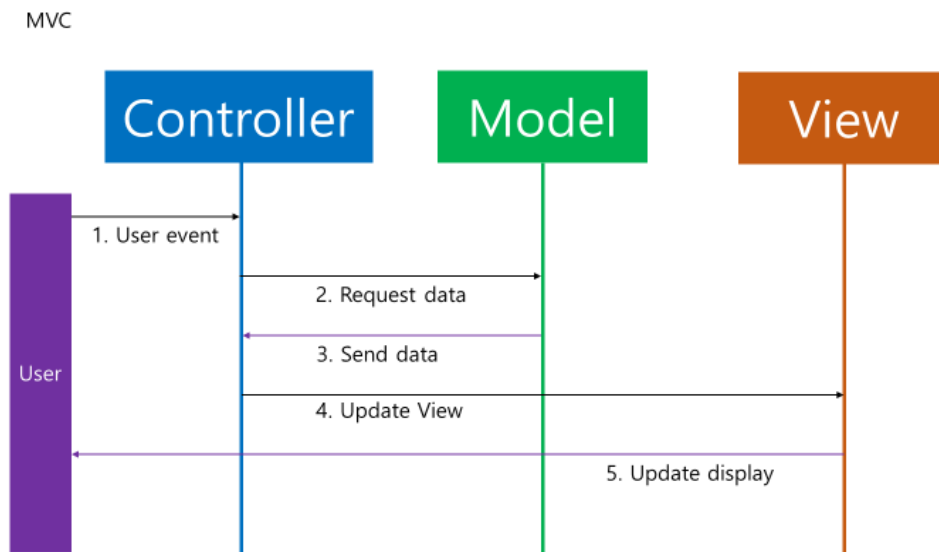 MVC
Controller
Model
View
1. User event
2. Request data
3. Send data
User
4. Update View
5. Update display